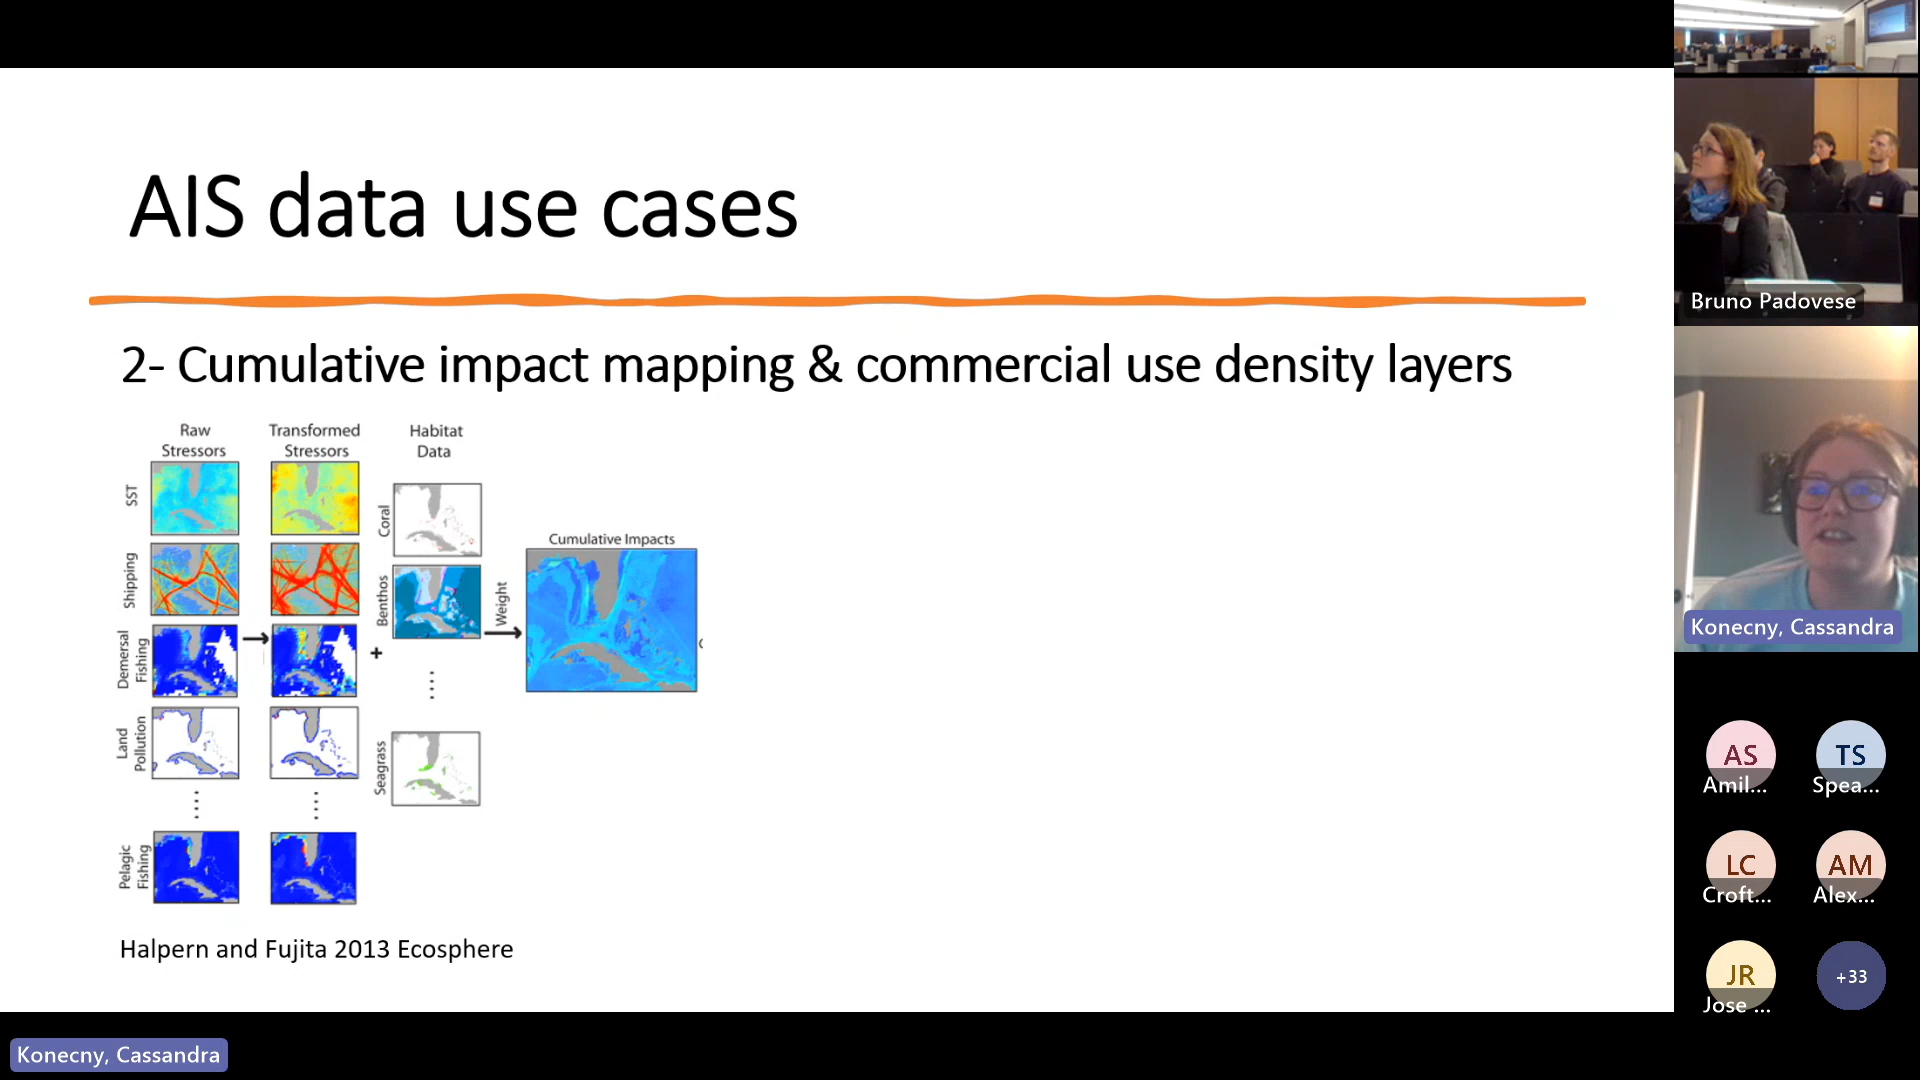 AIS data use cases
2- Cumulative impact mapping & commercial use density layers
Raw
Stressors
Transformed
Stressors
Habitat
Data
SST
Shipping
Demersal
Fishing
Land
Pollution
Pelagic
Fishing
Coral
Benthos
Seagrass
+
Weight
Cumulative Impacts
Halpern and Fujita 2013 Ecosphere
Konecny, Cassandra
Bruno Padovese
Konecny, Cassandra
AS
Amil...
TS
Spea...
LC
Croft...
AM
Alex...
JR
Jose ...
+33